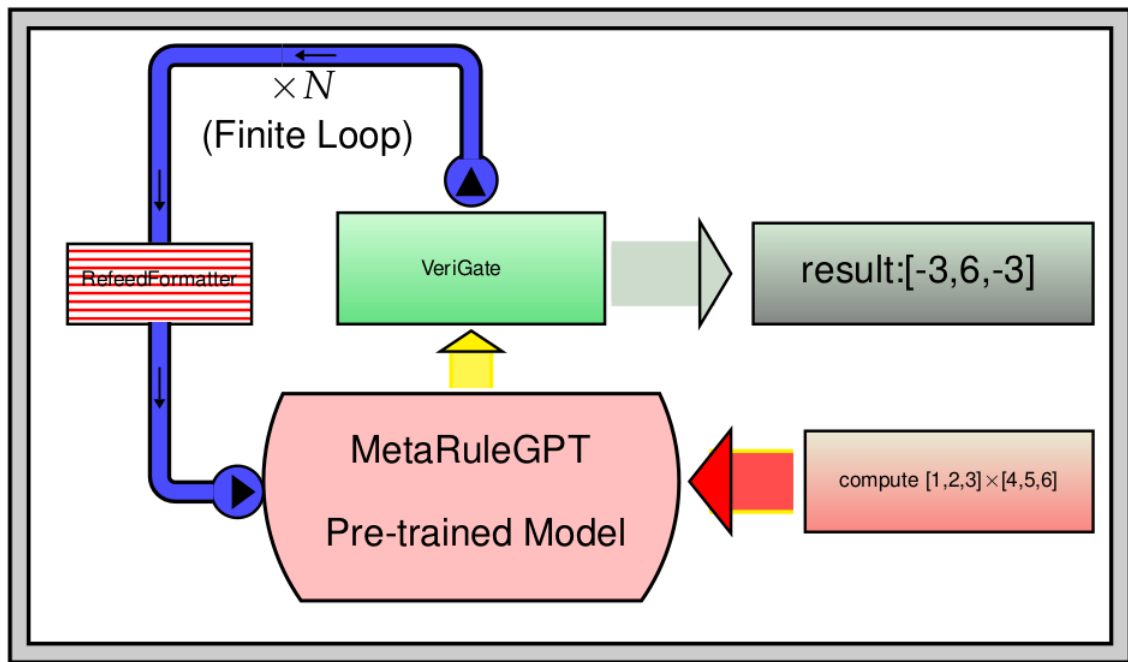 ×N
(Finite Loop)
RefeedFormatter
VeriGate
result:[-3,6,-3]
MetaRuleGPT
Pre-trained Model
compute [1,2,3]×[4,5,6]